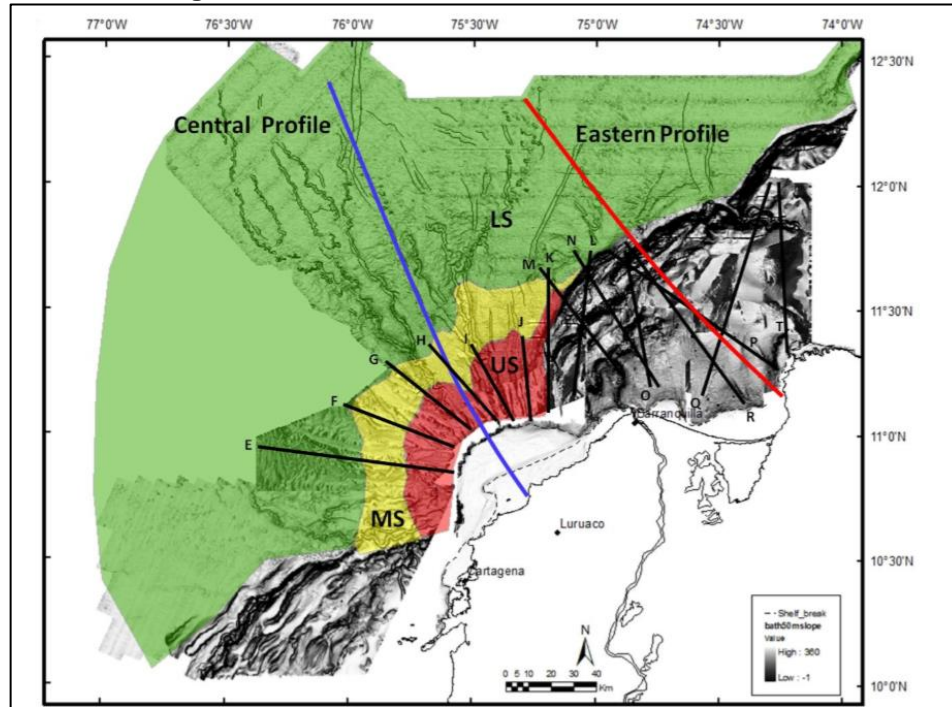 77°0'W 76°30'W 76°0'W 75°30'W 75°0'W 74°30'W 74°0'W
12°30'N
Central Profile
Eastern Profile
12°0'N
LS
N L
M K
11°30'N
H I J
G US
T
P
F
O Q
R
Barranquilla
E
11°0'N
MS
Luruaco
10°30'N
Cartagena
Shelf_break
Value
High : 360
N
0 5 10 20 30 40
Km
Low : -1
10°0'N